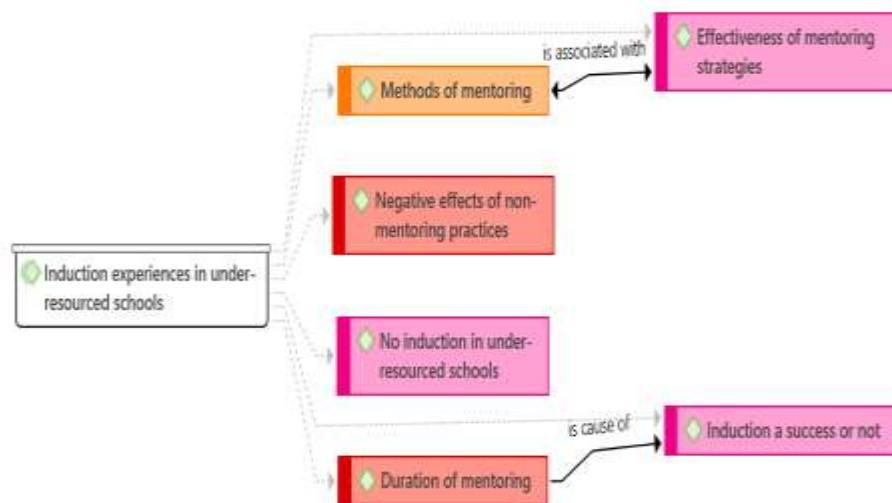 Effectiveness of mentoring
strategies
is associated with
Methods of mentoring
Negative effects of non-
mentoring practices
Induction experiences in under-
resourced schools
No induction in under-
resourced schools
is cause of
Induction a success or not
Duration of mentoring